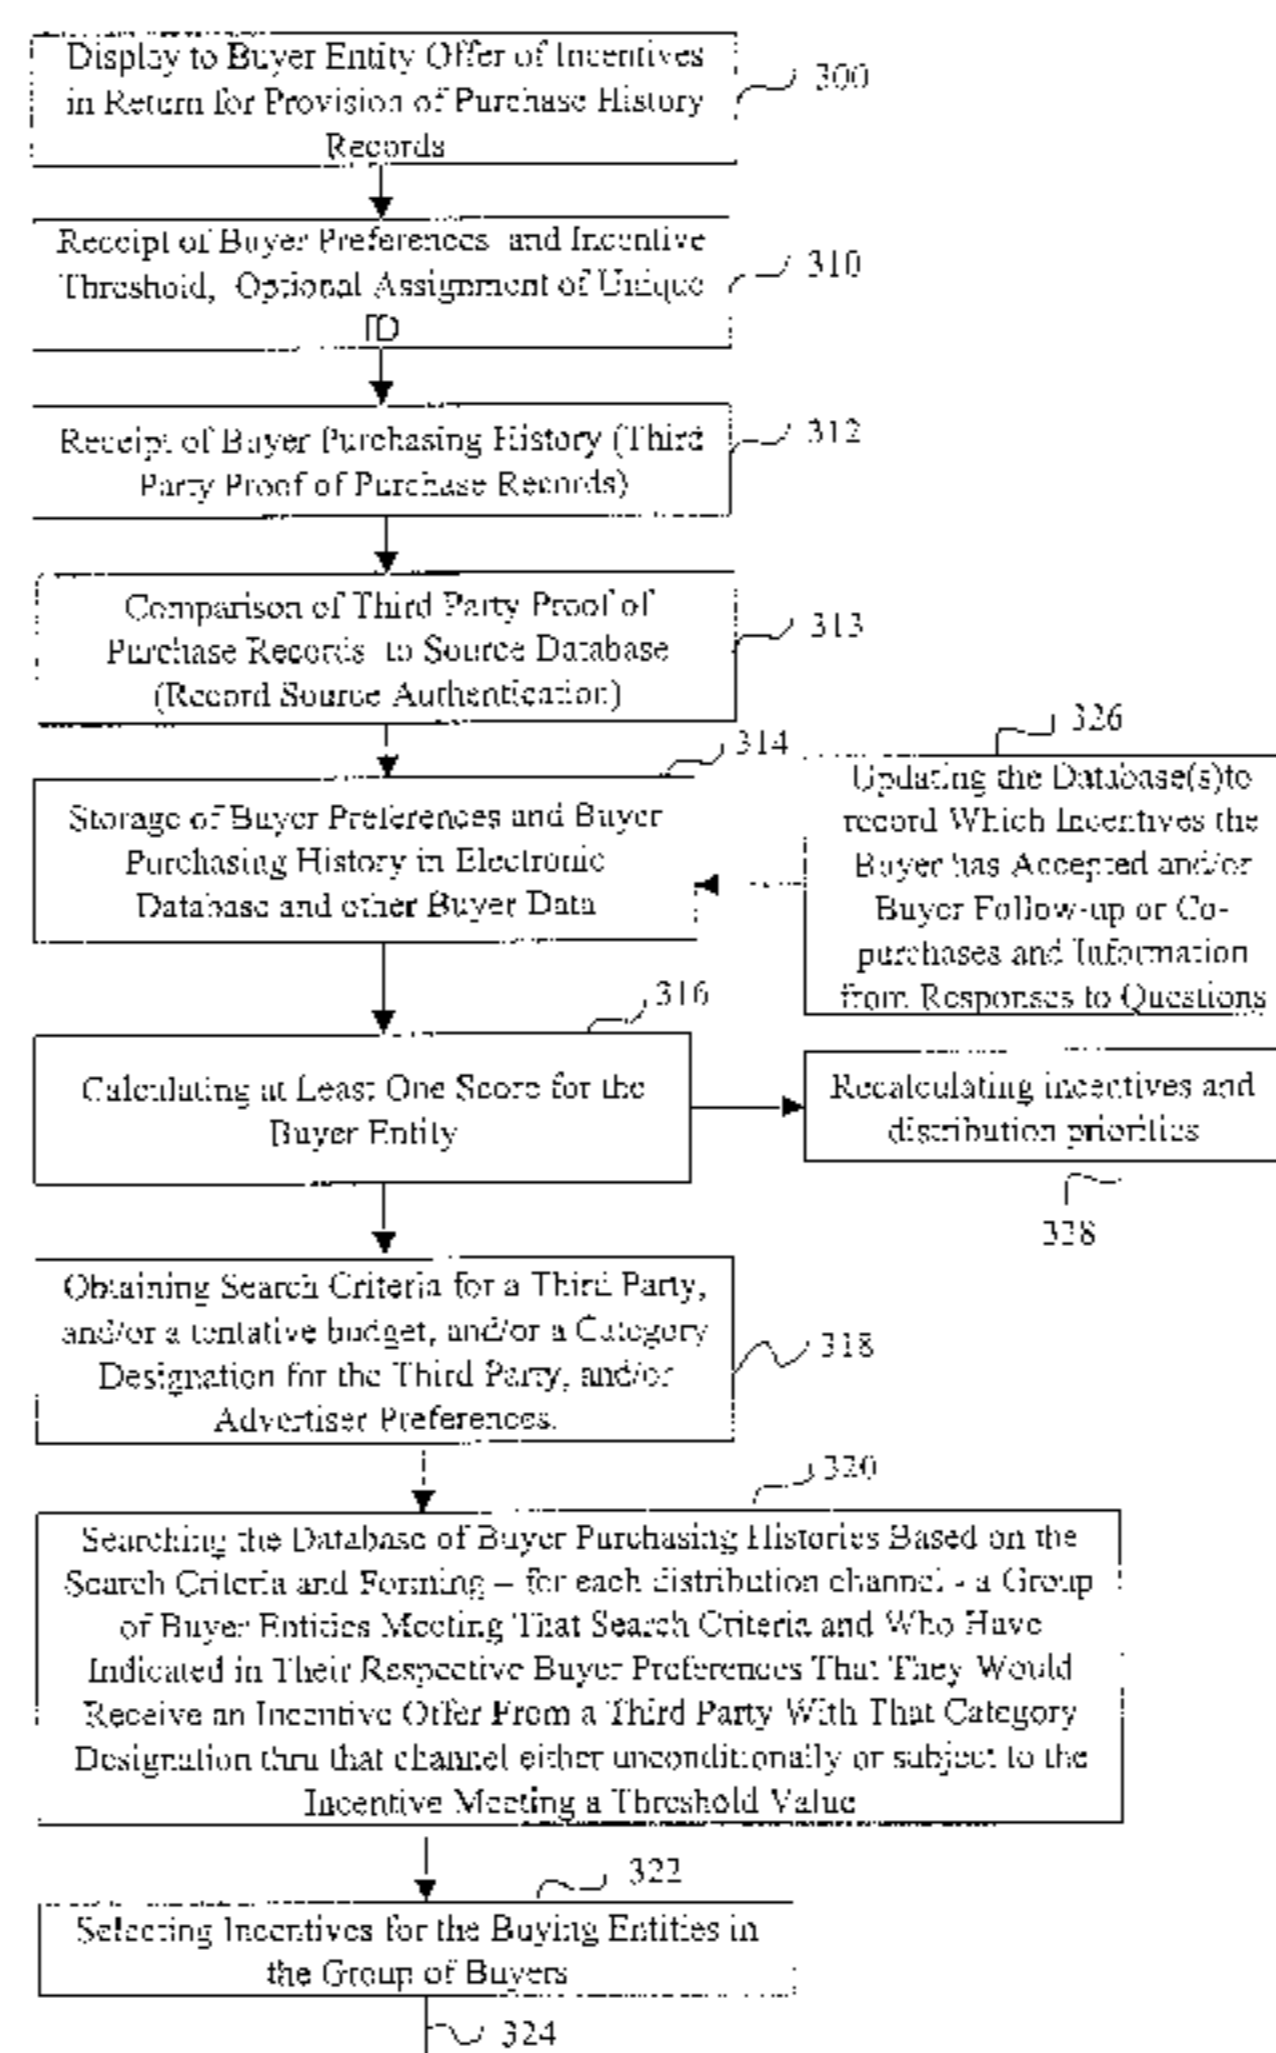 Display to Buyer Entity Offer of Incentives
in Return for Provision of Purchase History
Records
300
Receipt of Buyer Preferences and Incentive
Threshold, Optional Assignment of Unique
ID
310
Receipt of Buyer Purchasing History (Third
Party Proof of Purchase Records)
312
Comparison of Third Party Proof of
Purchase Records to Source Database
(Record Source Authentication)
313
314
Storage of Buyer Preferences and Buyer
Purchasing History in Electronic
Database and other Buyer Data
326
Updating the Database(s)to
record Which Incentives the
Buyer has Accepted and/or
Buyer Follow-up or Co-
purchases and Information
from Responses to Questions
316
Calculating at Least One Score for the
Buyer Entity
Recalculating incentives and
distribution priorities
328
Obtaining Search Criteria for a Third Party,
and/or a tentative budget, and/or a Category
Designation for the Third Party, and/or
Advertiser Preferences.
318
320
Searching the Database of Buyer Purchasing Histories Based on the
Search Criteria and Forming – for each distribution channel - a Group
of Buyer Entities Meeting That Search Criteria and Who Have
Indicated in Their Respective Buyer Preferences That They Would
Receive an Incentive Offer From a Third Party With That Category
Designation thru that channel either unconditionally or subject to the
Incentive Meeting a Threshold Value
322
Selecting Incentives for the Buying Entities in
the Group of Buyers
324